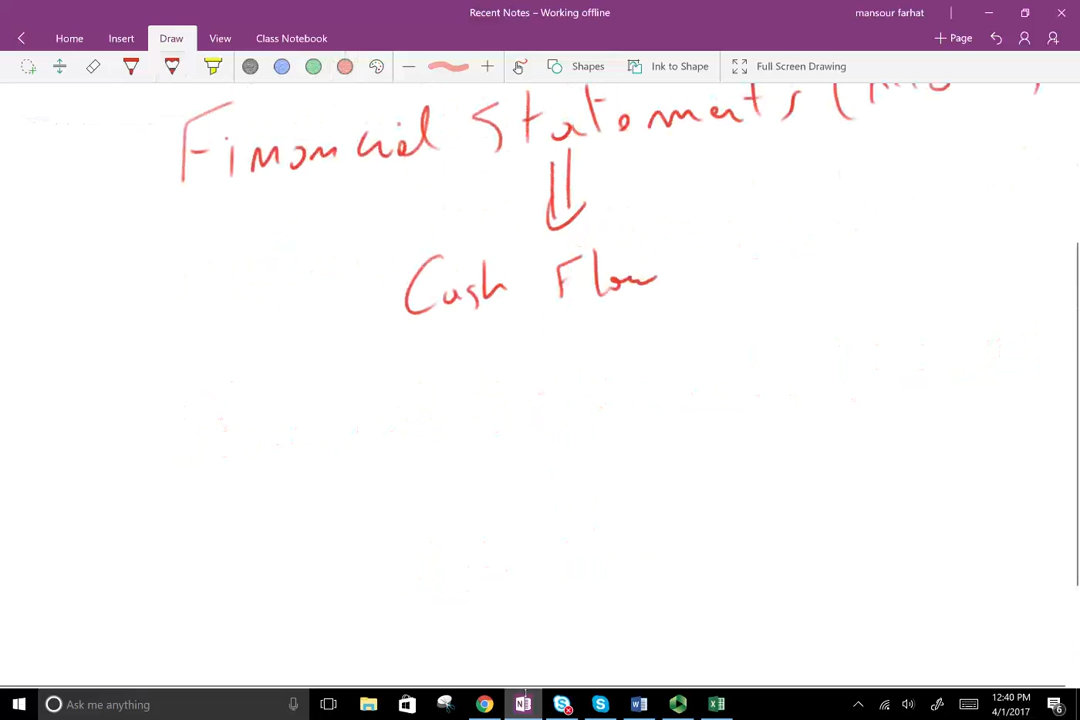 Recent Notes – Working offline
mansour farhat
Home
Insert
Draw
View
Class Notebook
Page
Shapes
Ink to Shape
Full Screen Drawing
Financial Statements (
Cash Flow
Ask me anything
12:40 PM
4/1/2017
6